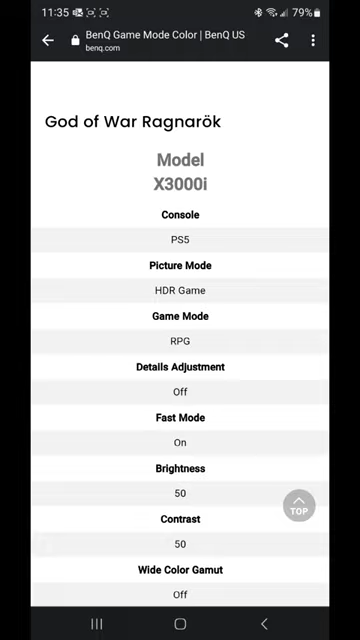 11:35
79%
BenQ Game Mode Color | BenQ US
benq.com
God of War Ragnarök
Model
X3000i
Console
PS5
Picture Mode
HDR Game
Game Mode
RPG
Details Adjustment
Off
Fast Mode
On
Brightness
50
TOP
Contrast
50
Wide Color Gamut
Off